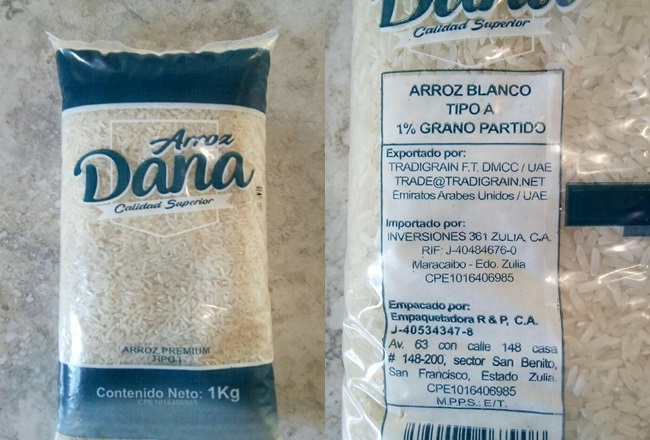 Arroz
Dana
Calidad Superior
ARROZ PREMIUM
TIPO I
Contenido Neto: 1Kg
CPE1016406985
Dana
Calidad Superior
ARROZ BLANCO
TIPO A
1% GRANO PARTIDO
Exportado por:
TRADIGRAIN F.T. DMCC / UAE
TRADE@TRADIGRAIN.NET
Emiratos Arabes Unidos / UAE
Importado por:
INVERSIONES 361 ZULIA, C.A.
RIF: J-40484676-0
Maracaibo - Edo. Zulia
CPE1016406985
Empacado por:
Empaquetadora R & P, C.A.
J-40534347-8
Av. 63 con calle 148 casa
# 148-200, sector San Benito,
San Francisco, Estado Zulia.
CPE1016406985
M.P.P.S.: E/T.